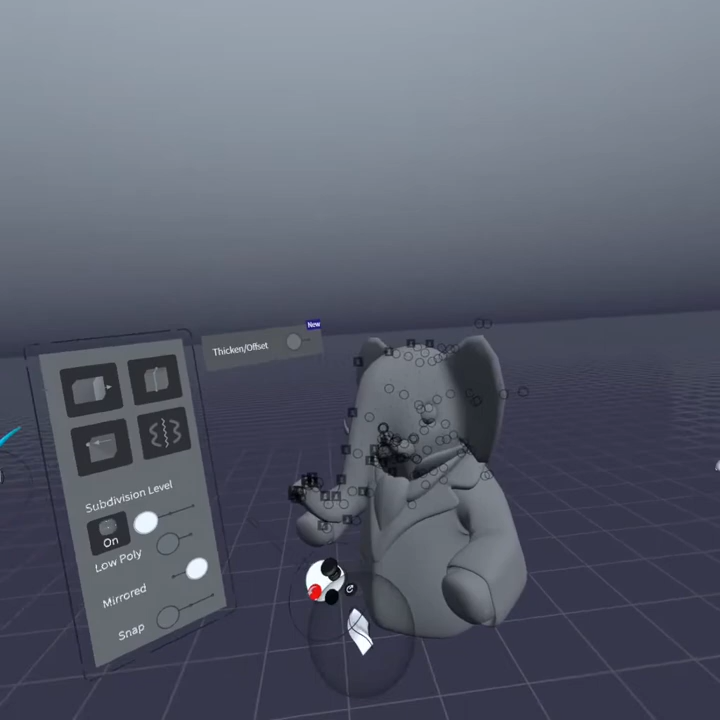 New
Thicken/Offset
Subdivision Level
On
Low Poly
Mirrored
Snap